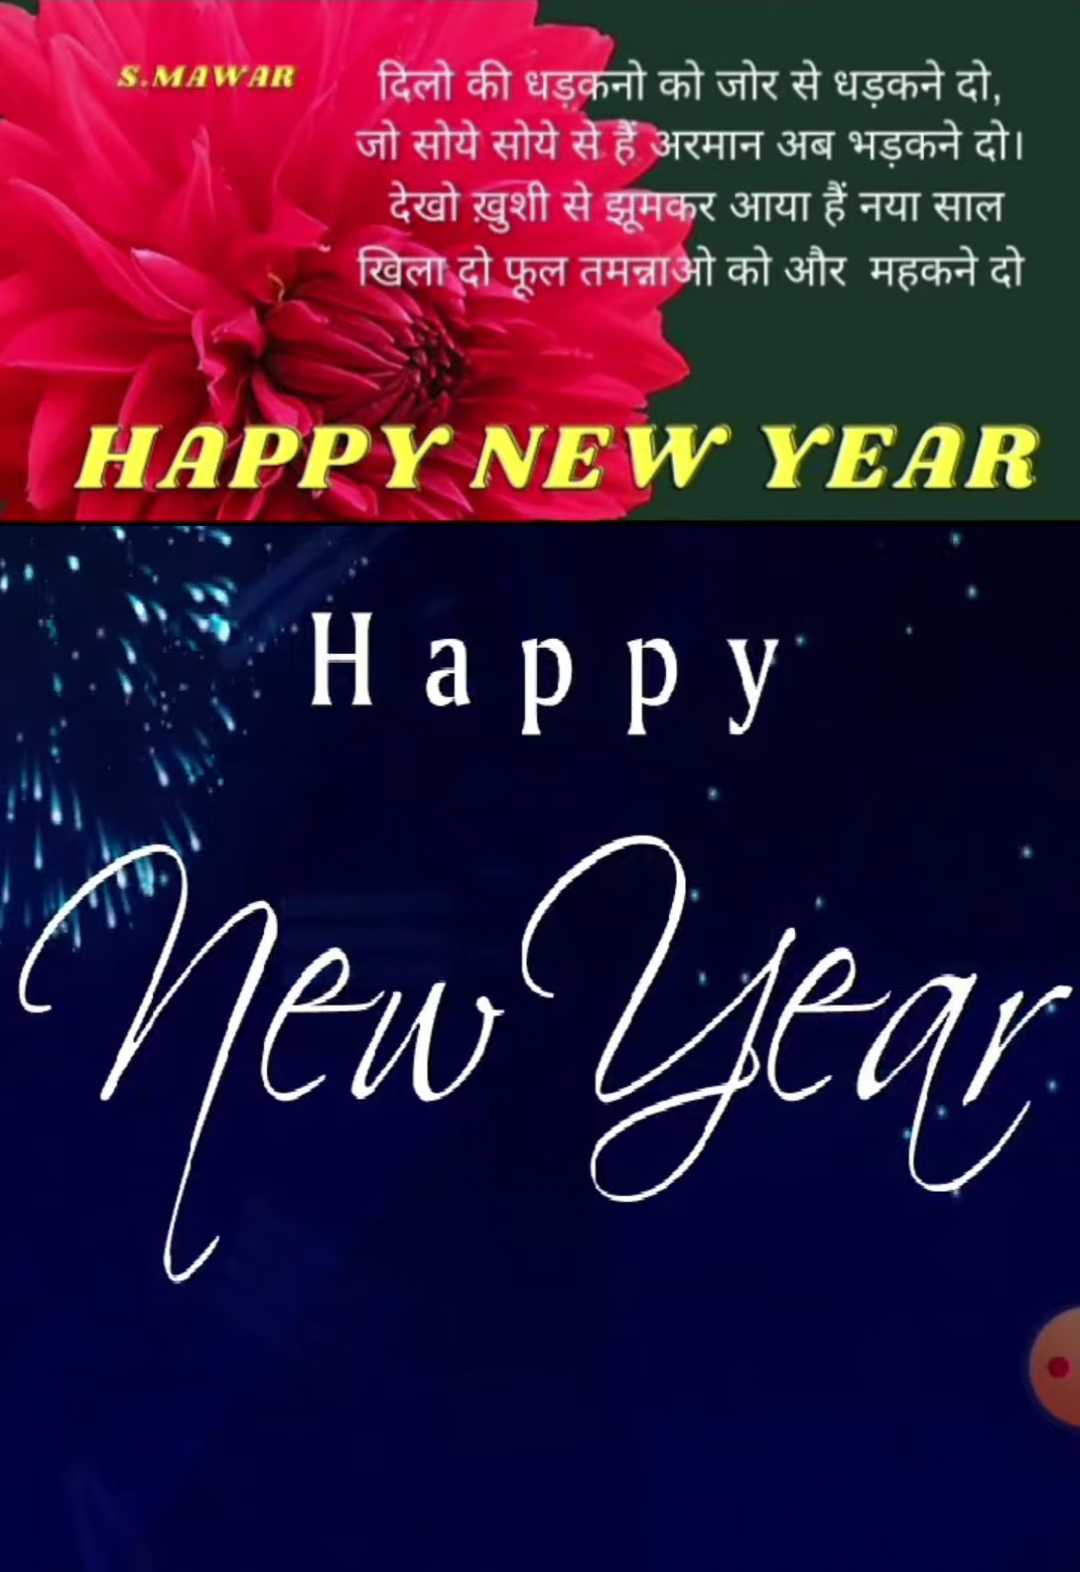 S.MAWAR
दिलो की धड़कनो को जोर से धड़कने दो,
जो सोये सोये से हैं अरमान अब भड़कने दो।
देखो ख़ुशी से झूमकर आया हैं नया साल
खिला दो फूल तमन्नाओ को और महकने दो
HAPPY NEW YEAR
Happy
New Year